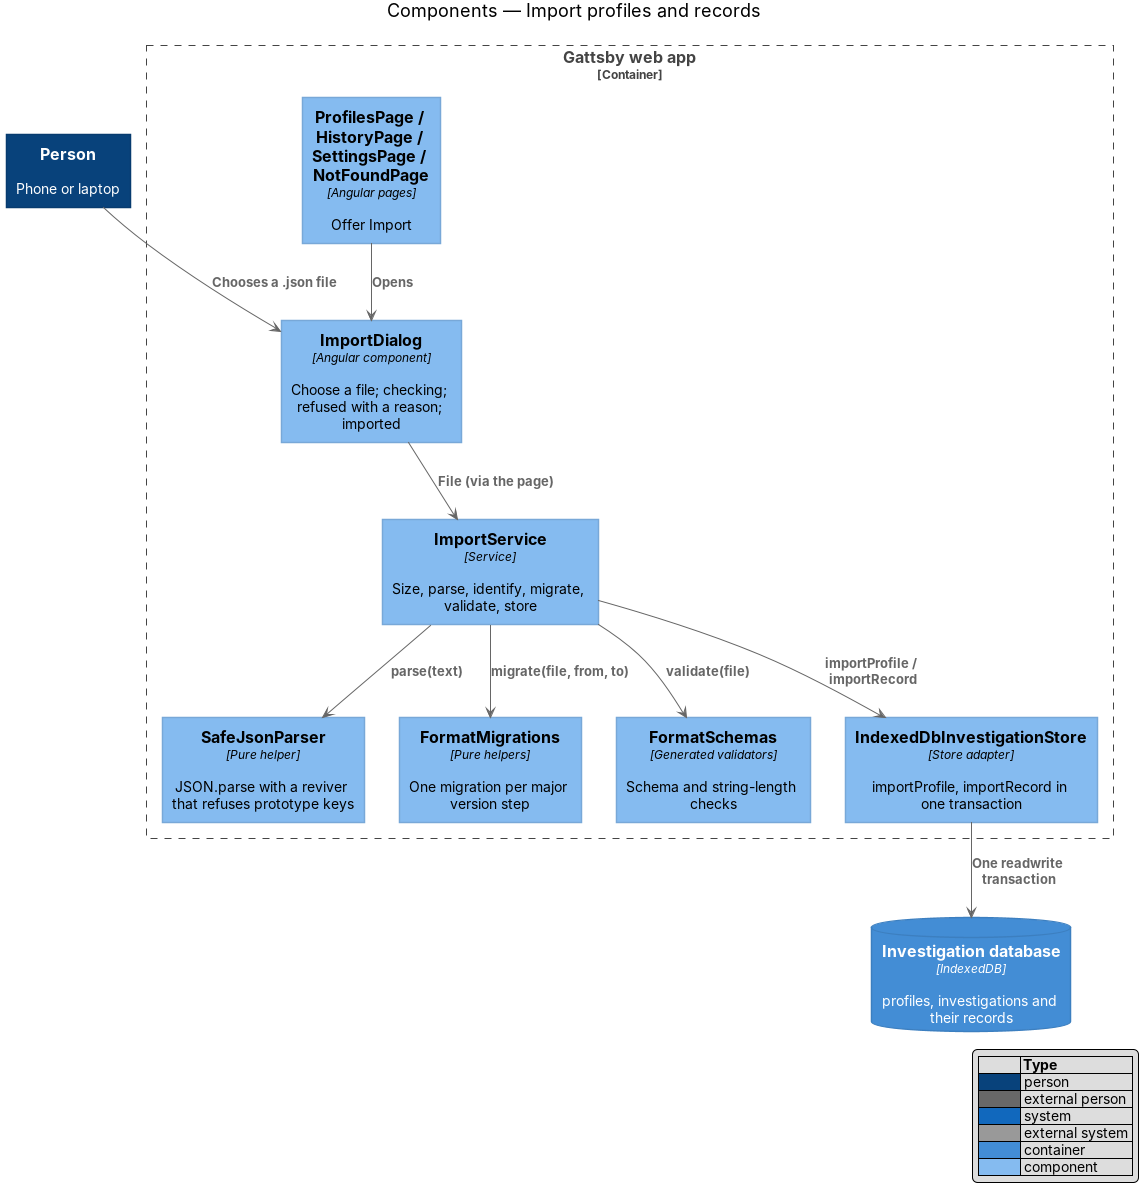 Components — Import profiles and records
Gattsby web app
[Container]
ProfilesPage /
HistoryPage /
SettingsPage /
NotFoundPage
[Angular pages]
Offer Import
Person
Phone or laptop
Chooses a .json file
Opens
ImportDialog
[Angular component]
Choose a file; checking;
refused with a reason;
imported
File (via the page)
ImportService
[Service]
Size, parse, identify, migrate,
validate, store
parse(text)
migrate(file, from, to)
validate(file)
importProfile /
importRecord
SafeJsonParser
[Pure helper]
JSON.parse with a reviver
that refuses prototype keys
FormatMigrations
[Pure helpers]
One migration per major
version step
FormatSchemas
[Generated validators]
Schema and string-length
checks
IndexedDbInvestigationStore
[Store adapter]
importProfile, importRecord in
one transaction
One readwrite
transaction
Investigation database
[IndexedDB]
profiles, investigations and
their records
Type
person
external person
system
external system
container
component